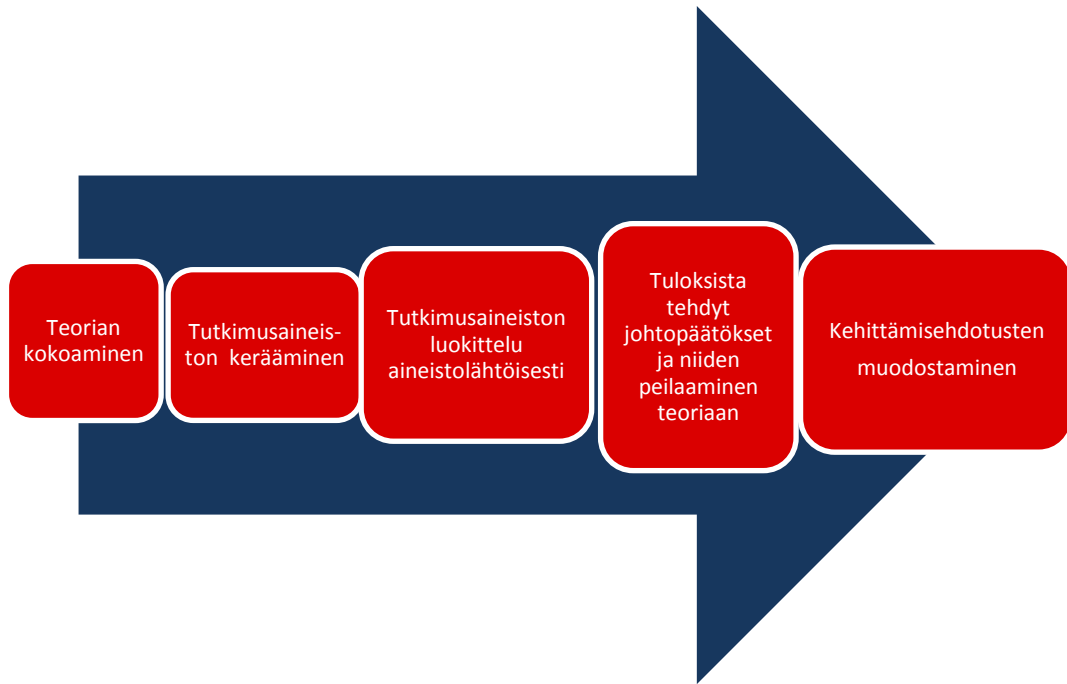 Teorian
kokoaminen
Tutkimusaineis-
ton kerääminen
Tutkimusaineiston
luokittelu
aineistolähtöisesti
Tuloksista
tehdyt
johtopäätökset
ja niiden
peilaaminen
teoriaan
Kehittämisehdotusten
muodostaminen